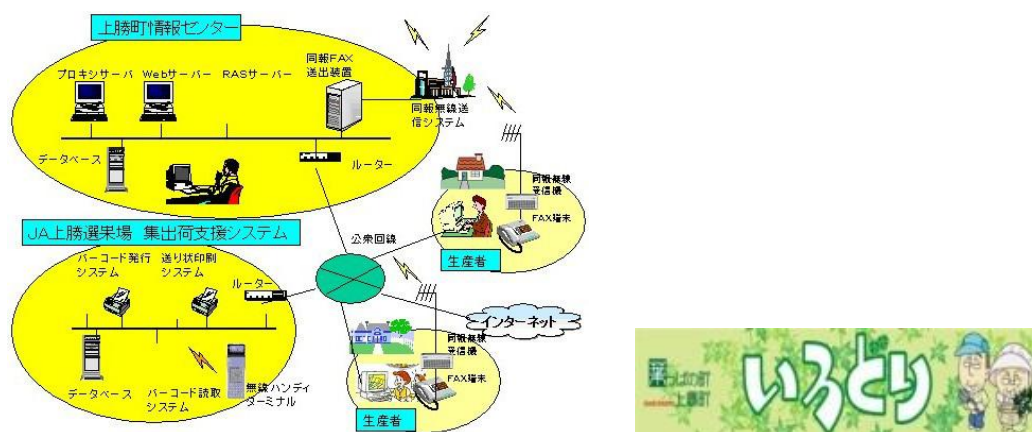 上勝町情報センター
プロキシサーバ
Webサーバー
RASサーバー
同報FAX
送出装置
同報無線送
信システム
データベース
ルーター
同報無線
受信機
FAX端末
生産者
公衆回線
JA上勝選果場 集出荷支援システム
バーコード発行
システム
送り状印刷
システム
ルーター
データベース
バーコード読取
システム
無線ハンディ
ターミナル
インターネット
同報無線
受信機
FAX端末
生産者
葉っぱの町
上勝町
いろどり